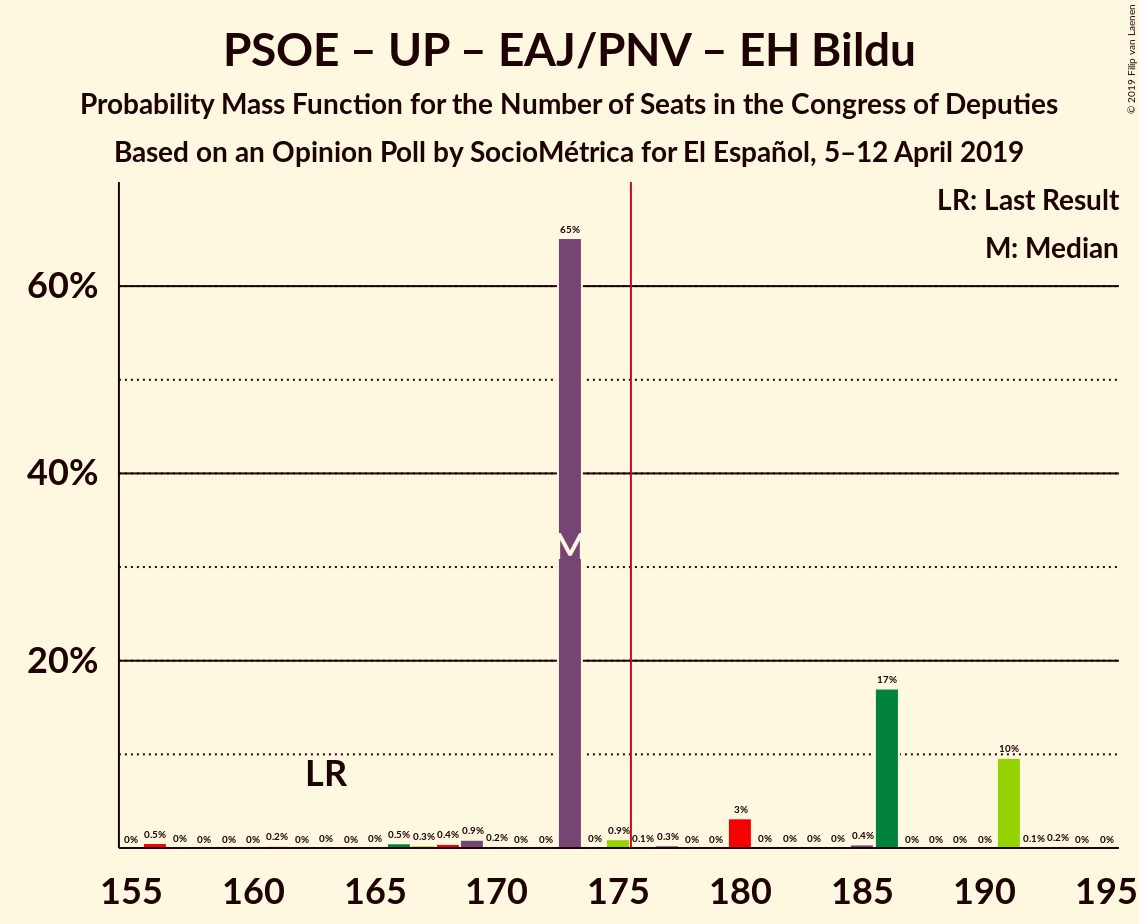 PSOE – UP – EAJ/PNV – EH Bildu
Probability Mass Function for the Number of Seats in the Congress of Deputies
Based on an Opinion Poll by SocioMétrica for El Español, 5–12 April 2019
© 2019 Filip van Laenen
LR: Last Result
M: Median
60%
40%
20%
65%
M
LR
0% 0.5% 0% 0% 0% 0% 0.2% 0% 0% 0% 0% 0.5% 0.3% 0.4% 0.9% 0.2% 0% 0% 0% 0.9% 0.1% 0.3% 0% 0% 3% 0% 0% 0% 0% 0.4% 17% 0% 0% 0% 0% 10% 0.1% 0.2% 0% 0%
155 160 165 170 175 180 185 190 195